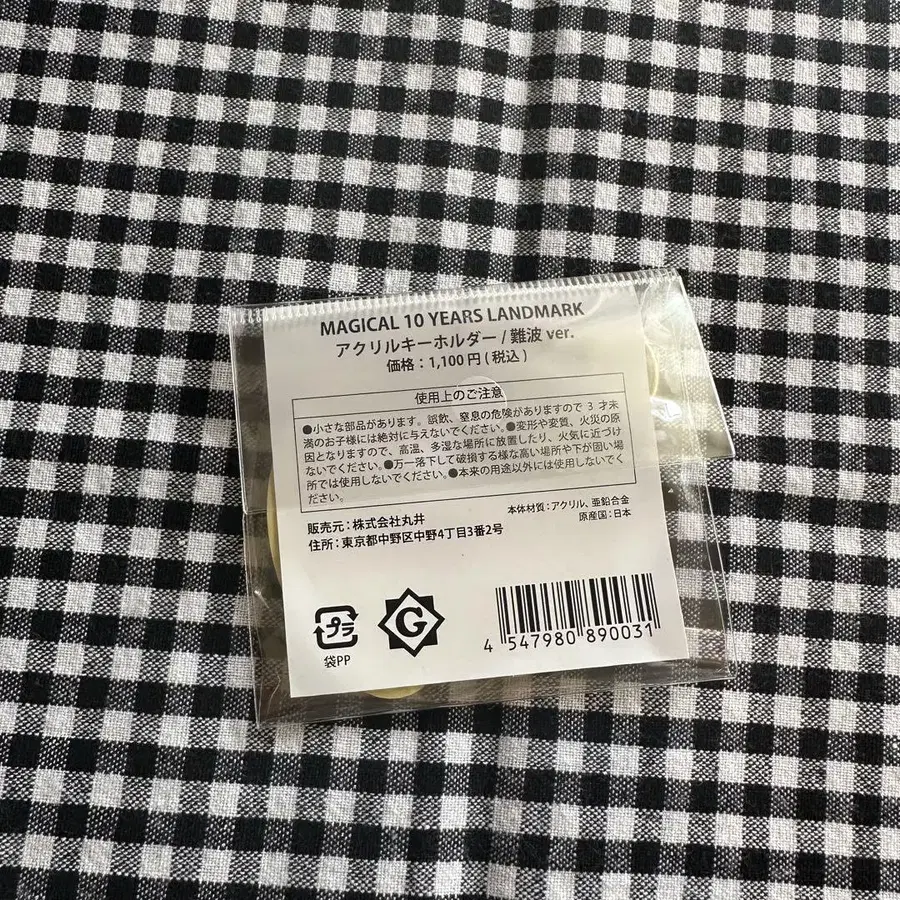 MAGICAL 10 YEARS LANDMARK
アクリルキーホルダー / 難波 ver.
価格：1,100円 ( 税込 )
使用上のご注意
●小さな部品があります。誤飲、窒息の危険がありますので 3 才未
満のお子様には絶対に与えないでください。●変形や変質、火災の原
因となりますので、高温、多湿な場所に放置したり、火気に近づけ
ないでください。●万一落下して破損する様な高い場所や下が固い場
所では使用しないでください。●本来の用途以外には使用しないでく
ださい。
本体材質：アクリル、亜鉛合金
原産国：日本
販売元：株式会社丸井
住所：東京都中野区中野4丁目3番2号
プラ
袋PP
G
4 547980 890031